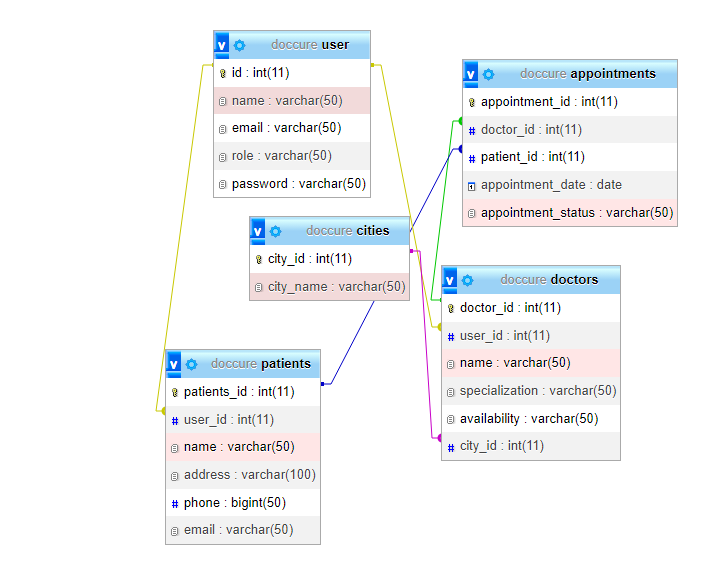 v doccure user
id : int(11)
name : varchar(50)
email : varchar(50)
role : varchar(50)
password : varchar(50)
v doccure appointments
appointment_id : int(11)
# doctor_id : int(11)
# patient_id : int(11)
appointment_date : date
appointment_status : varchar(50)
v doccure cities
city_id : int(11)
city_name : varchar(50)
v doccure doctors
doctor_id : int(11)
# user_id : int(11)
name : varchar(50)
specialization : varchar(50)
availability : varchar(50)
# city_id : int(11)
v doccure patients
patients_id : int(11)
# user_id : int(11)
name : varchar(50)
address : varchar(100)
# phone : bigint(50)
email : varchar(50)